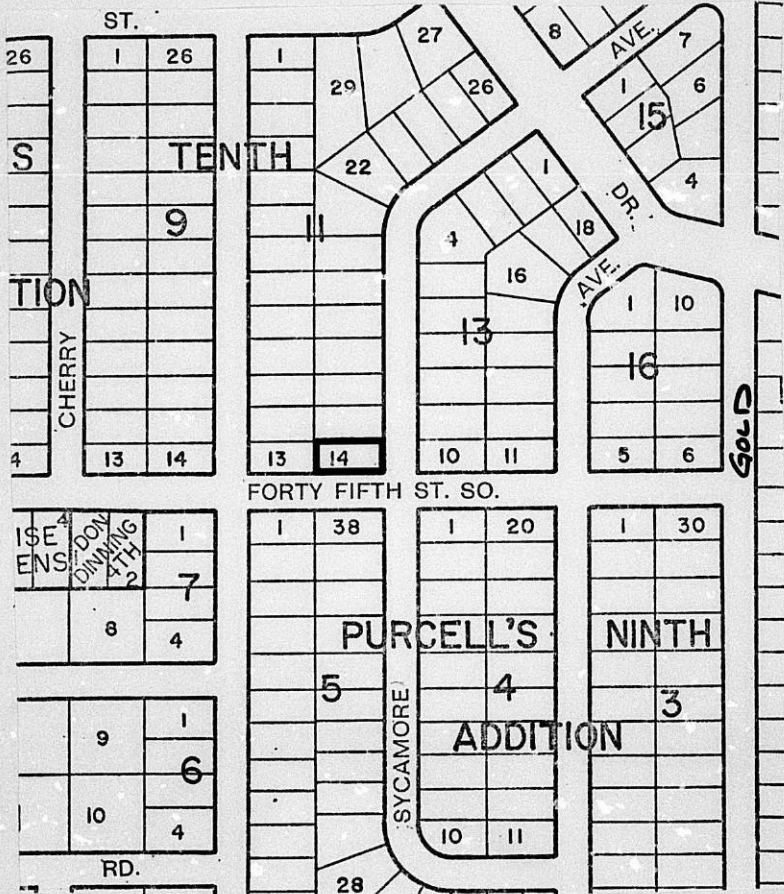 ST.
27
8
AVE.
7
26
1
26
1
29
26
1
6
15
S
TENTH
22
1
4
DR.
9
11
4
18
16
AVE.
TION
1
10
13
CHERRY
16
GOLD
4
13
14
13
14
10
11
5
6
FORTY FIFTH ST. SO.
ISE
ENS
4
DON
DINNING
4TH
2
1
1
38
1
20
1
30
7
8
4
PURCELL'S
NINTH
5
4
3
SYCAMORE
1
9
ADDITION
6
10
4
10
11
RD.
28